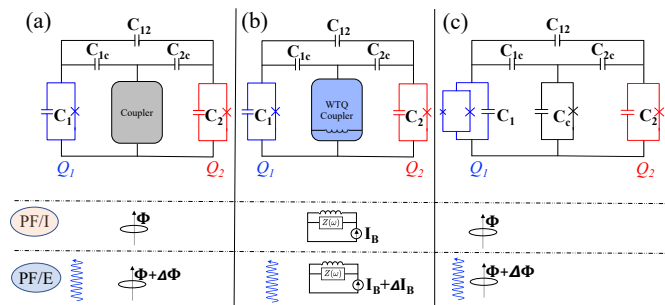 (a)
C12
C1c
C2c
C1
Coupler
C2
Q1
Q2
(b)
C12
C1c
C2c
C1
WTQ
Coupler
C2
Q1
Q2
(c)
C12
C1c
C2c
C1
Cc
C2
Q1
Q2
PF/I
Φ
Z(ω)
IB
Φ
PF/E
Φ+ΔΦ
Z(ω)
IB+ΔIB
Φ+ΔΦ